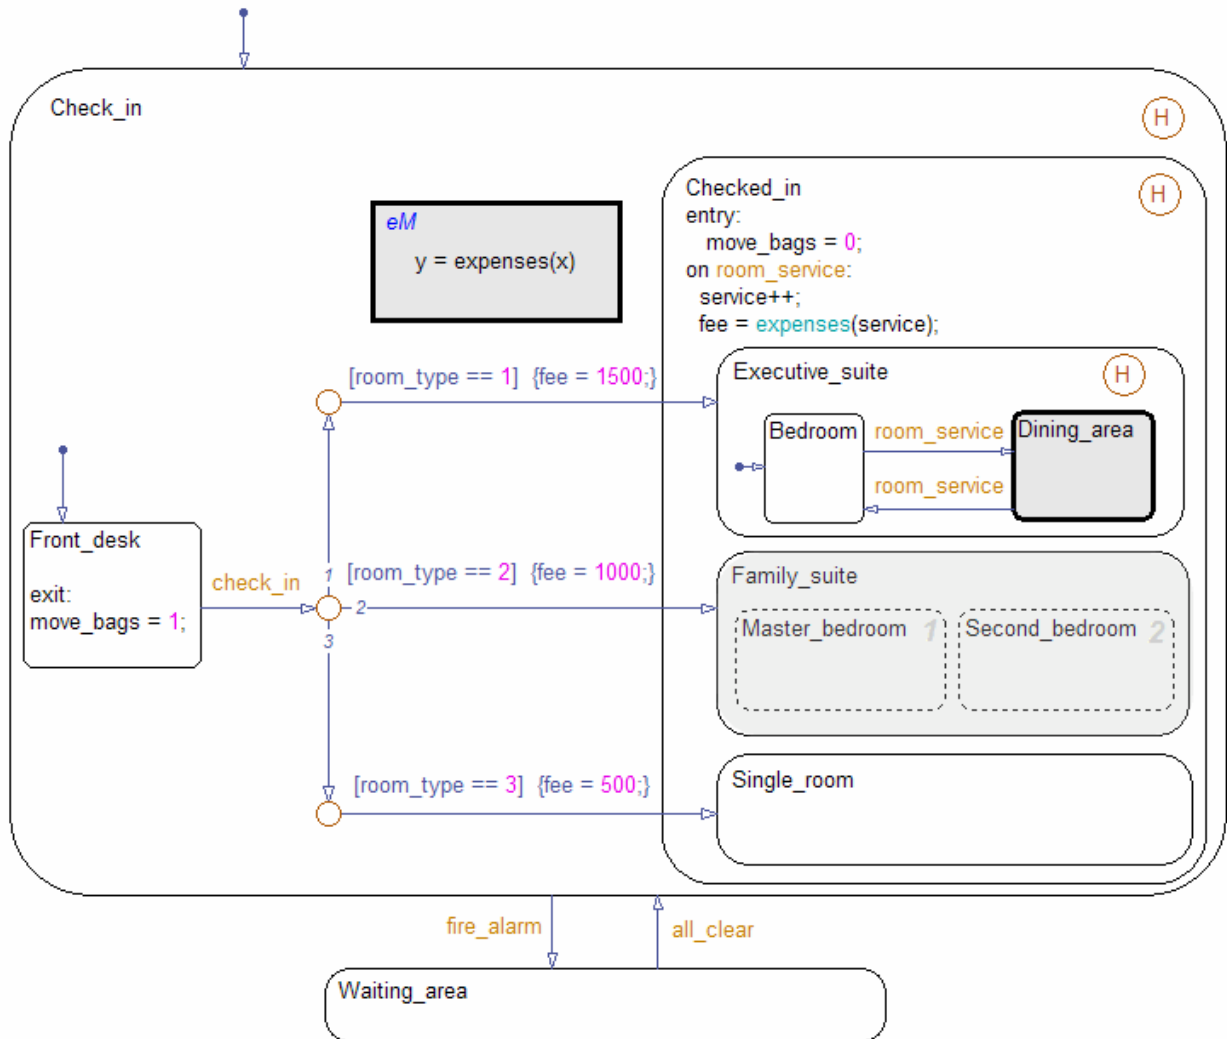 Check_in
H
Checked_in
H
entry:
move_bags = 0;
on room_service:
service++;
fee = expenses(service);
eM
y = expenses(x)
[room_type == 1] {fee = 1500;}
Executive_suite
H
Bedroom
room_service
Dining_area
room_service
Front_desk
exit:
move_bags = 1;
check_in
1
2
3
[room_type == 2] {fee = 1000;}
Family_suite
Master_bedroom 1
Second_bedroom 2
[room_type == 3] {fee = 500;}
Single_room
fire_alarm
all_clear
Waiting_area